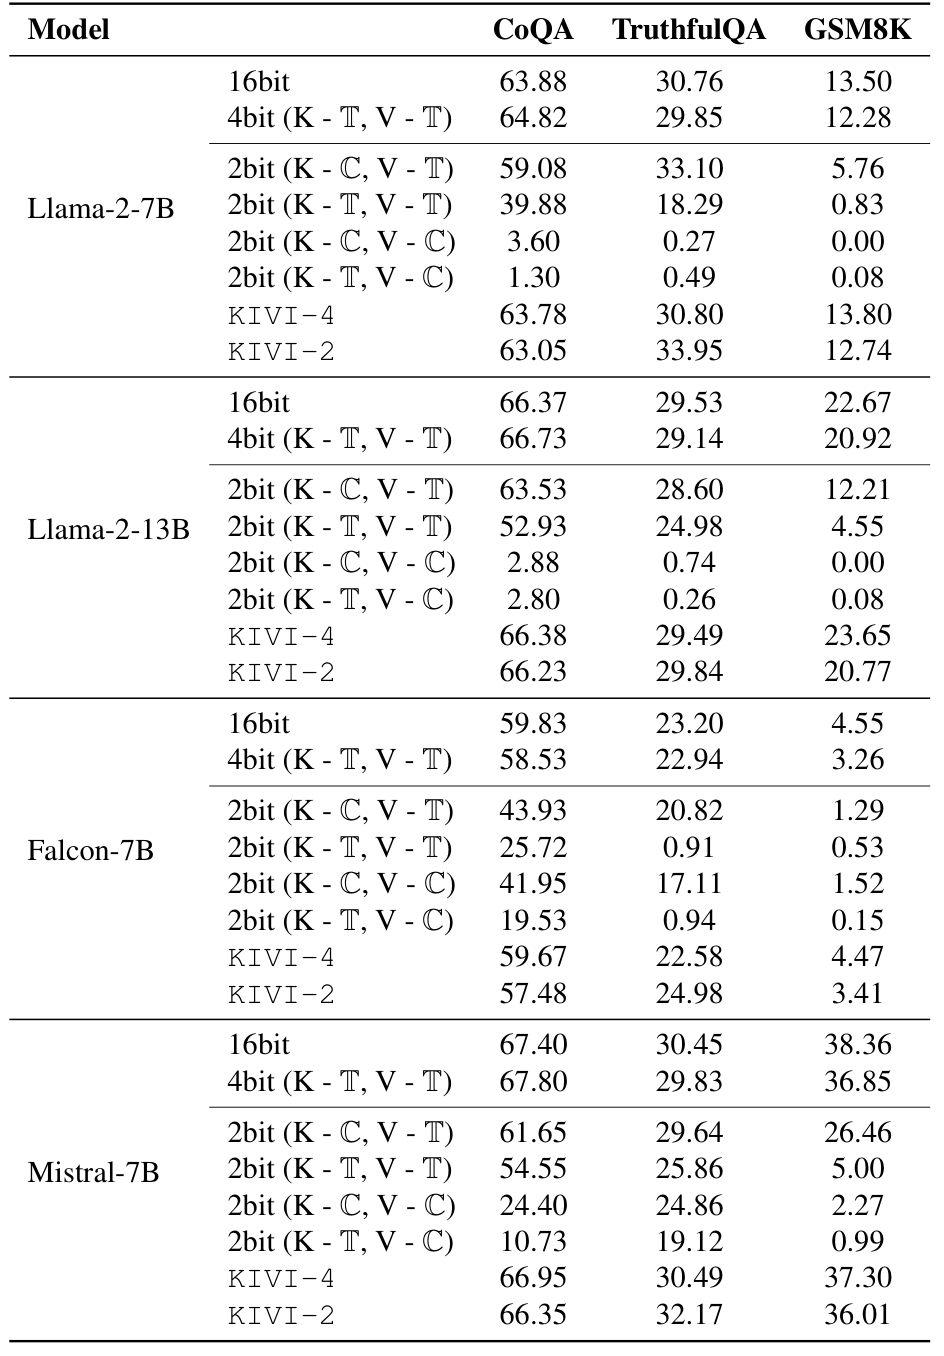 Model CoQA TruthfulQA GSM8K
16bit 63.88 30.76 13.50
4bit (K - 𝕋, V - 𝕋) 64.82 29.85 12.28
2bit (K - ℂ, V - 𝕋) 59.08 33.10 5.76
Llama-2-7B 2bit (K - 𝕋, V - 𝕋) 39.88 18.29 0.83
2bit (K - ℂ, V - ℂ) 3.60 0.27 0.00
2bit (K - 𝕋, V - ℂ) 1.30 0.49 0.08
KIVI-4 63.78 30.80 13.80
KIVI-2 63.05 33.95 12.74
16bit 66.37 29.53 22.67
4bit (K - 𝕋, V - 𝕋) 66.73 29.14 20.92
2bit (K - ℂ, V - 𝕋) 63.53 28.60 12.21
Llama-2-13B 2bit (K - 𝕋, V - 𝕋) 52.93 24.98 4.55
2bit (K - ℂ, V - ℂ) 2.88 0.74 0.00
2bit (K - 𝕋, V - ℂ) 2.80 0.26 0.08
KIVI-4 66.38 29.49 23.65
KIVI-2 66.23 29.84 20.77
16bit 59.83 23.20 4.55
4bit (K - 𝕋, V - 𝕋) 58.53 22.94 3.26
2bit (K - ℂ, V - 𝕋) 43.93 20.82 1.29
Falcon-7B 2bit (K - 𝕋, V - 𝕋) 25.72 0.91 0.53
2bit (K - ℂ, V - ℂ) 41.95 17.11 1.52
2bit (K - 𝕋, V - ℂ) 19.53 0.94 0.15
KIVI-4 59.67 22.58 4.47
KIVI-2 57.48 24.98 3.41
16bit 67.40 30.45 38.36
4bit (K - 𝕋, V - 𝕋) 67.80 29.83 36.85
2bit (K - ℂ, V - 𝕋) 61.65 29.64 26.46
Mistral-7B 2bit (K - 𝕋, V - 𝕋) 54.55 25.86 5.00
2bit (K - ℂ, V - ℂ) 24.40 24.86 2.27
2bit (K - 𝕋, V - ℂ) 10.73 19.12 0.99
KIVI-4 66.95 30.49 37.30
KIVI-2 66.35 32.17 36.01